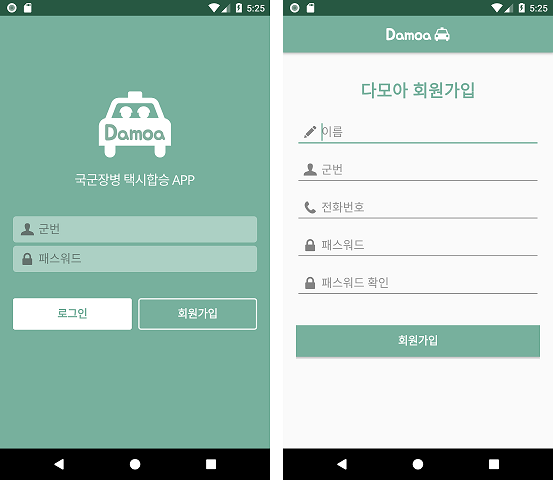 5:25
Damoa
국군장병 택시합승 APP
군번
패스워드
로그인
회원가입
5:25
Damoa
다모아 회원가입
이름
군번
전화번호
패스워드
패스워드 확인
회원가입